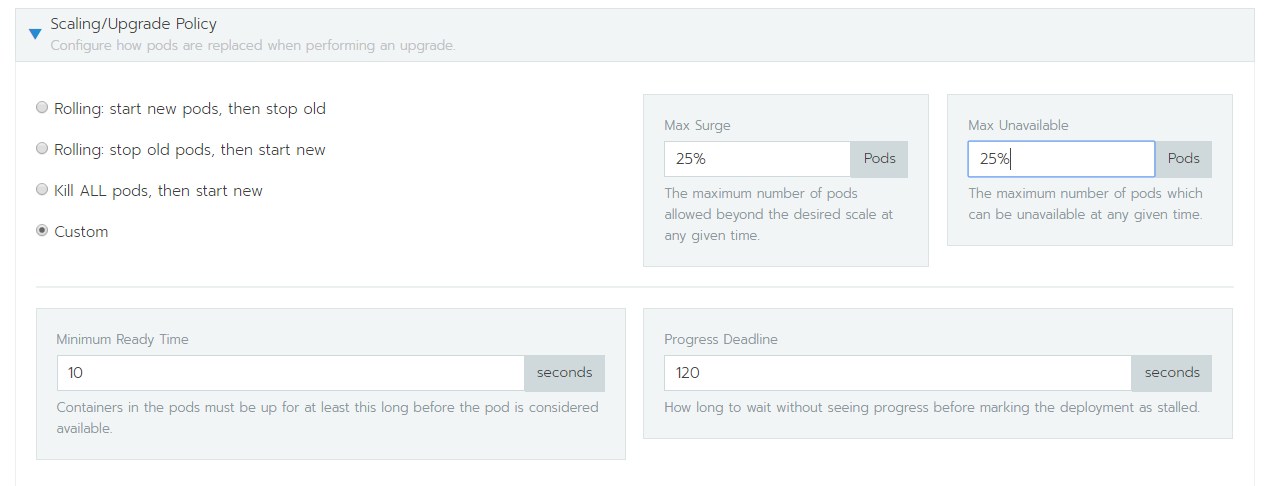 Scaling/Upgrade Policy
Configure how pods are replaced when performing an upgrade.
Rolling: start new pods, then stop old
Rolling: stop old pods, then start new
Kill ALL pods, then start new
Custom
Max Surge
25% Pods
The maximum number of pods
allowed beyond the desired scale at
any given time.
Max Unavailable
25% Pods
The maximum number of pods which
can be unavailable at any given time.
Minimum Ready Time
10 seconds
Containers in the pods must be up for at least this long before the pod is considered
available.
Progress Deadline
120 seconds
How long to wait without seeing progress before marking the deployment as stalled.